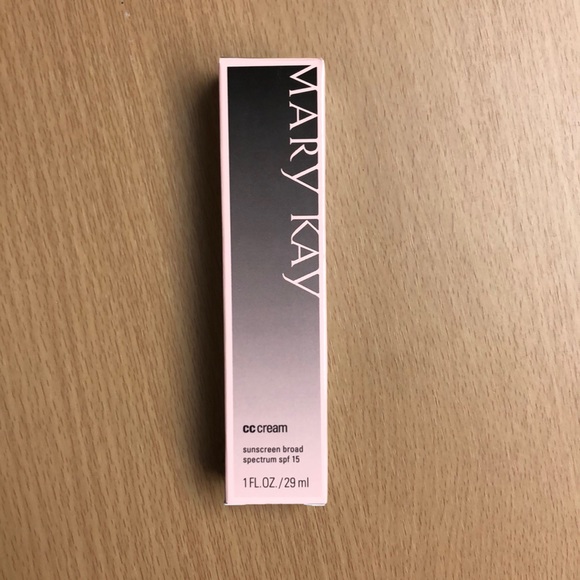 MARY KAY
cc cream
sunscreen broad
spectrum spf 15
1 FL.OZ./29 ml